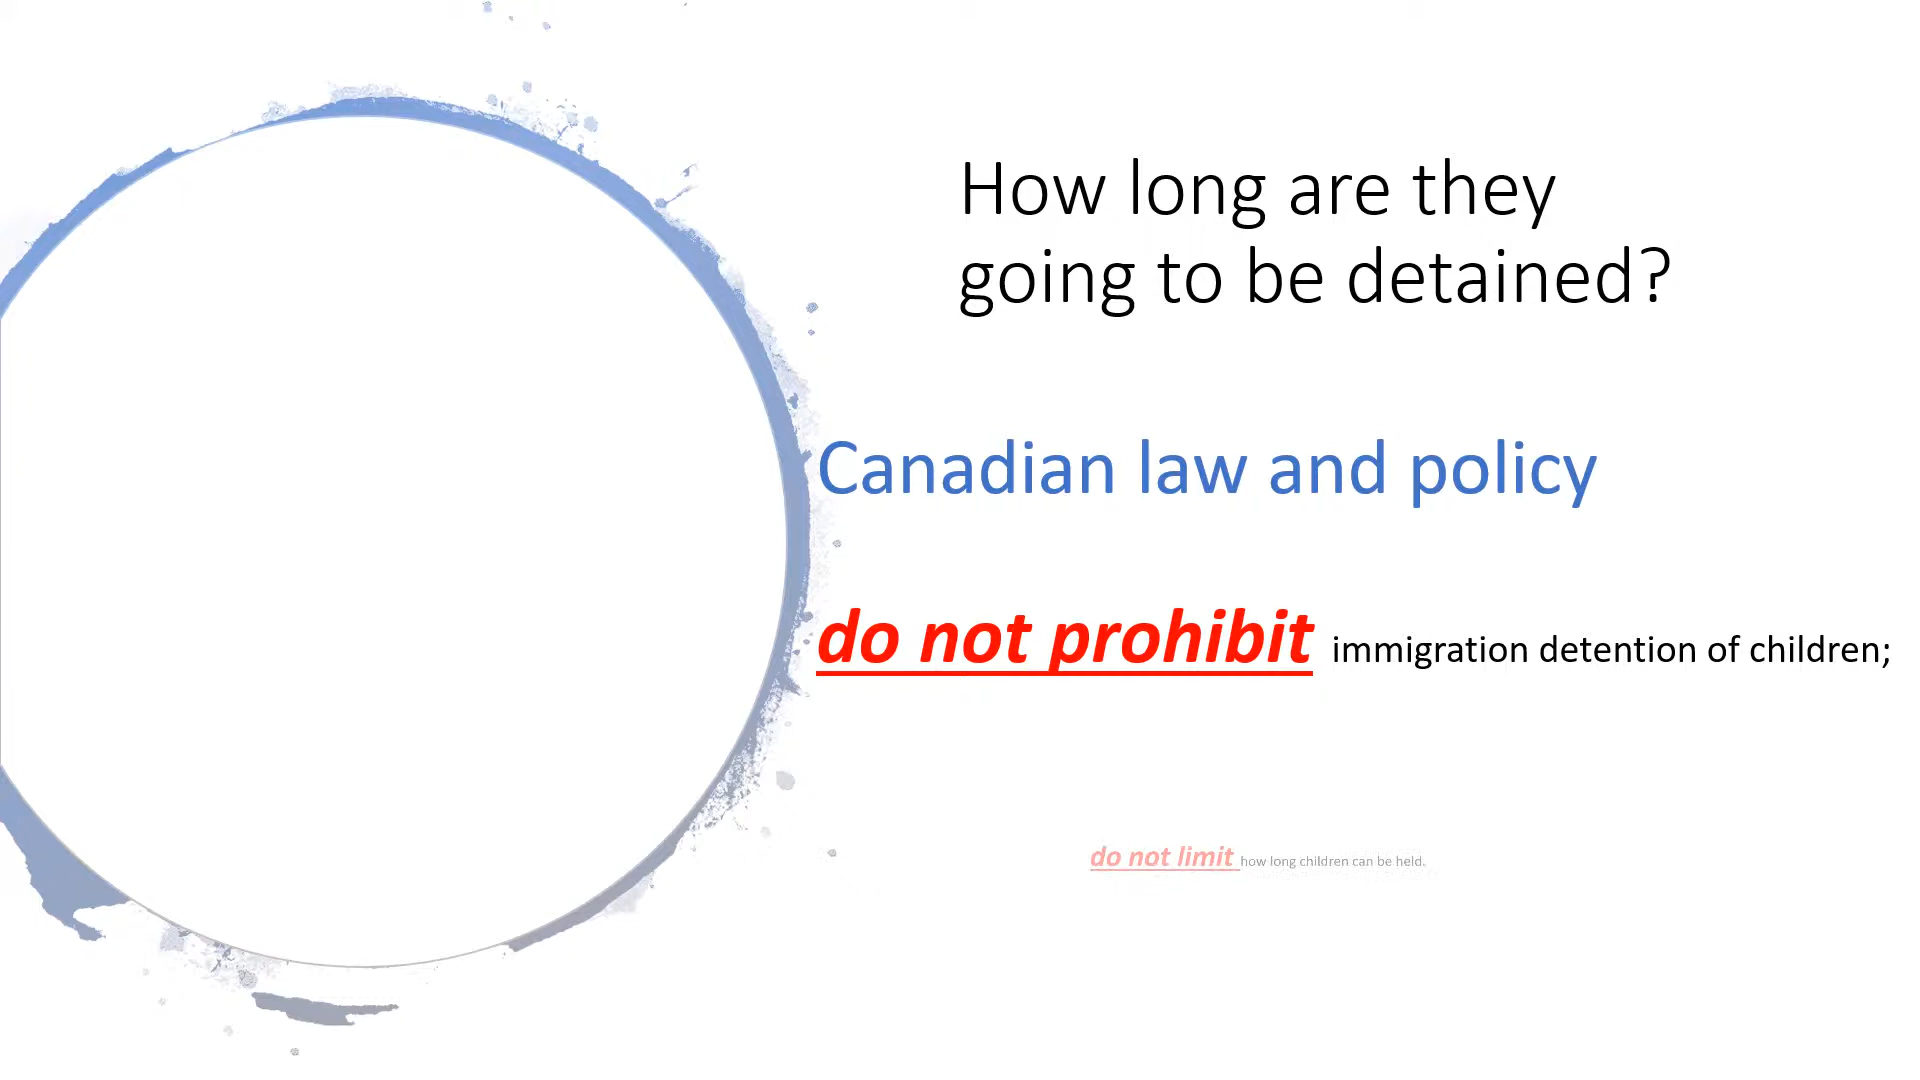 How long are they
going to be detained?
Canadian law and policy
do not prohibit immigration detention of children;
do not limit how long children can be held.